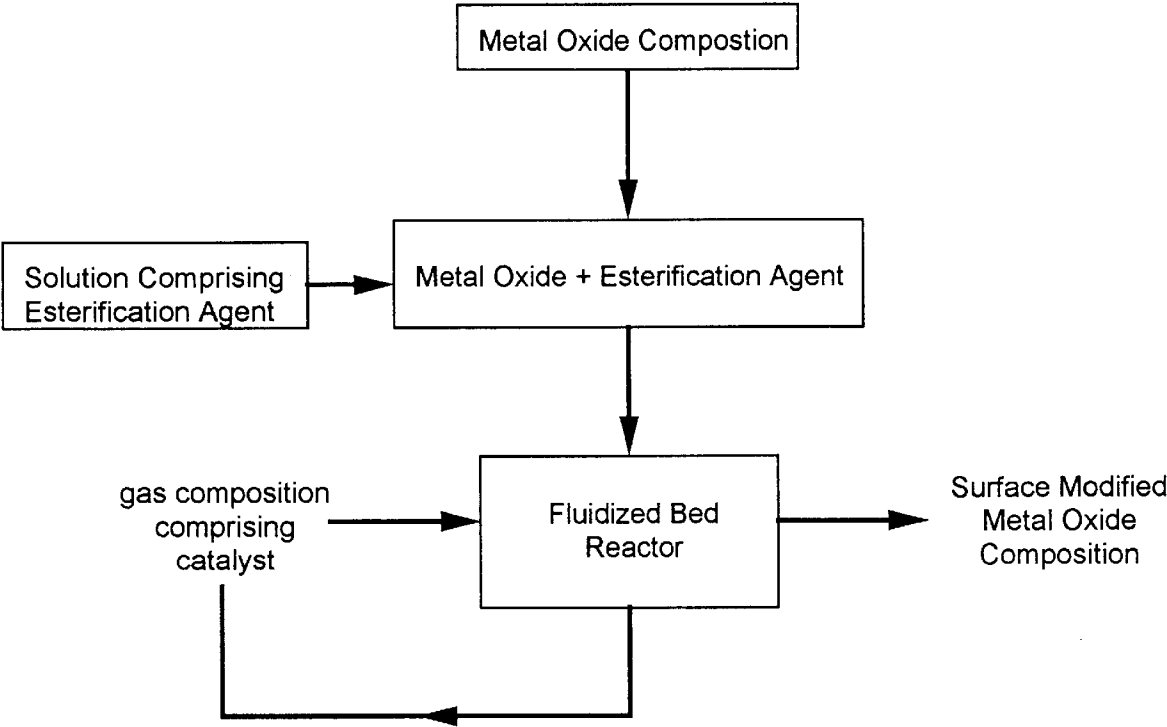 Metal Oxide Compostion
Solution Comprising
Esterification Agent
Metal Oxide + Esterification Agent
gas composition
comprising
catalyst
Fluidized Bed
Reactor
Surface Modified
Metal Oxide
Composition